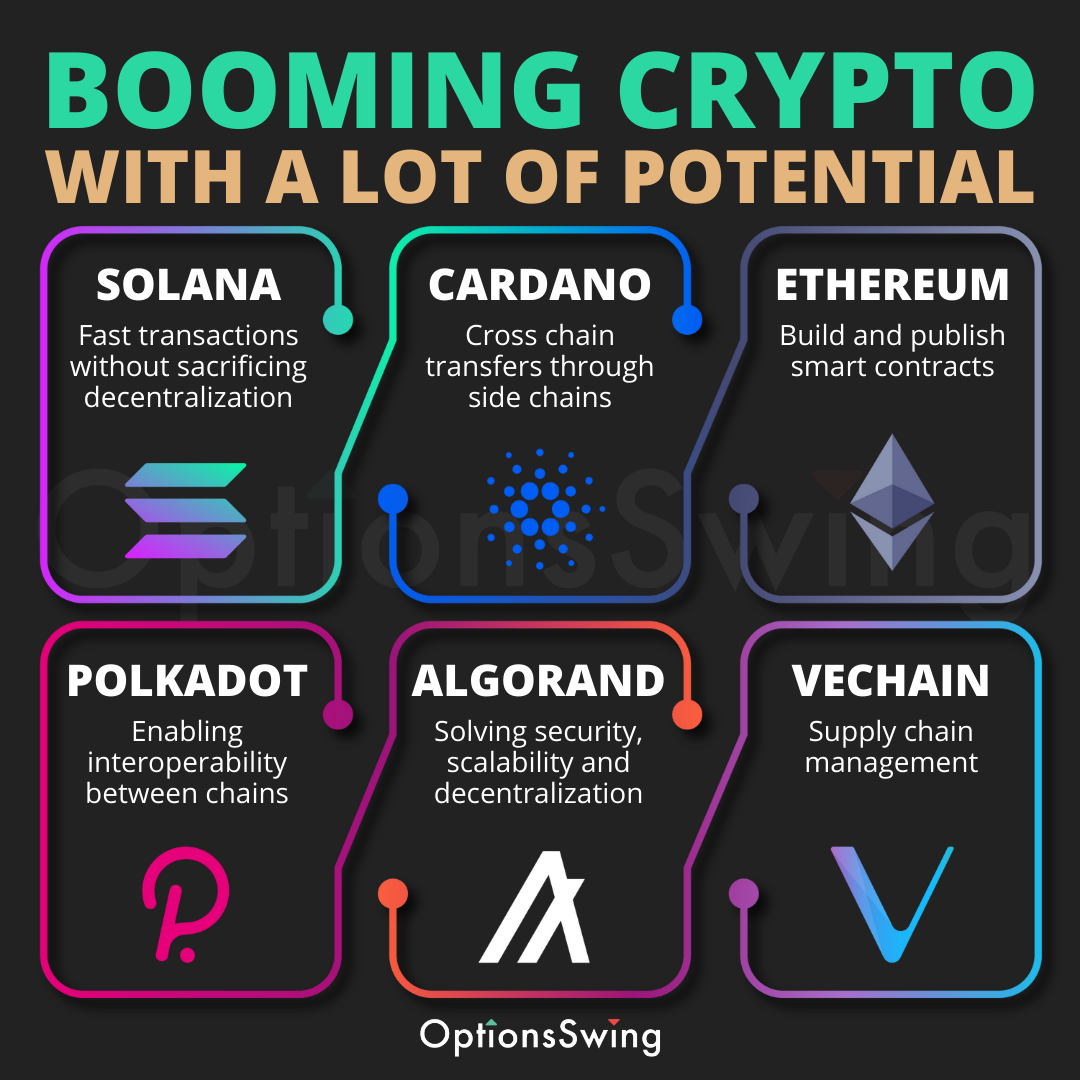 BOOMING CRYPTO
WITH A LOT OF POTENTIAL
SOLANA
Fast transactions
without sacrificing
decentralization
CARDANO
Cross chain
transfers through
side chains
ETHEREUM
Build and publish
smart contracts
OptionsSwing
POLKADOT
Enabling
interoperability
between chains
ALGORAND
Solving security,
scalability and
decentralization
VECHAIN
Supply chain
management
OptionsSwing